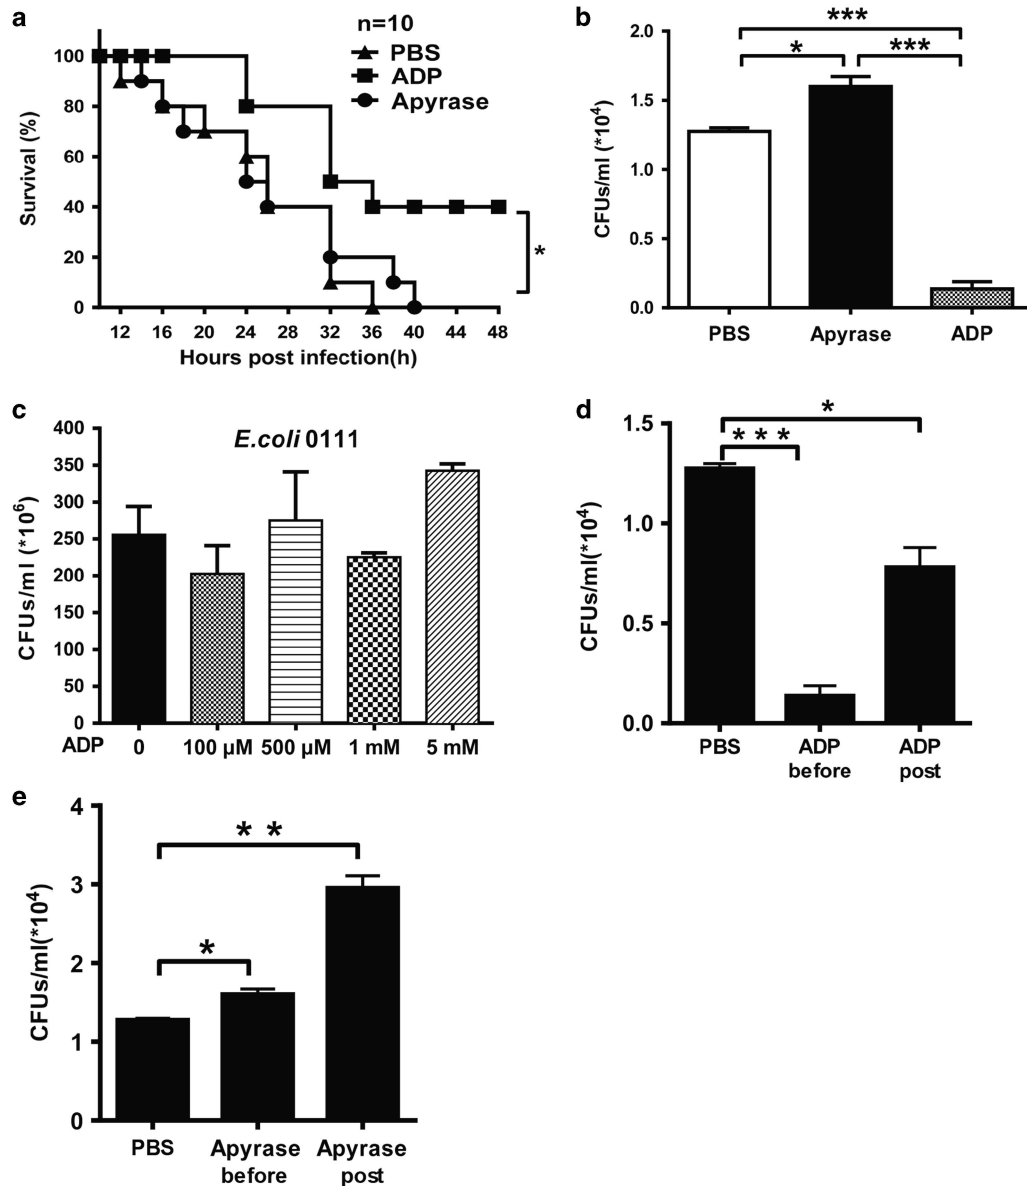 a
n=10
PBS
ADP
Apyrase
100
80
60
40
20
0
Survival (%)
12 16 20 24 28 32 36 40 44 48
Hours post infection(h)
*
b
***
* ***
2.0
1.5
1.0
0.5
0.0
CFUs/ml (*10⁴)
PBS Apyrase ADP
c
E.coli 0111
400
350
300
250
200
150
100
50
0
CFUs/ml (*10⁶)
ADP 0 100 µM 500 µM 1 mM 5 mM
d
*
***
1.5
1.0
0.5
0.0
CFUs/ml(*10⁴)
PBS ADP ADP
before post
e
**
*
4
3
2
1
0
CFUs/ml(*10⁴)
PBS Apyrase Apyrase
before post